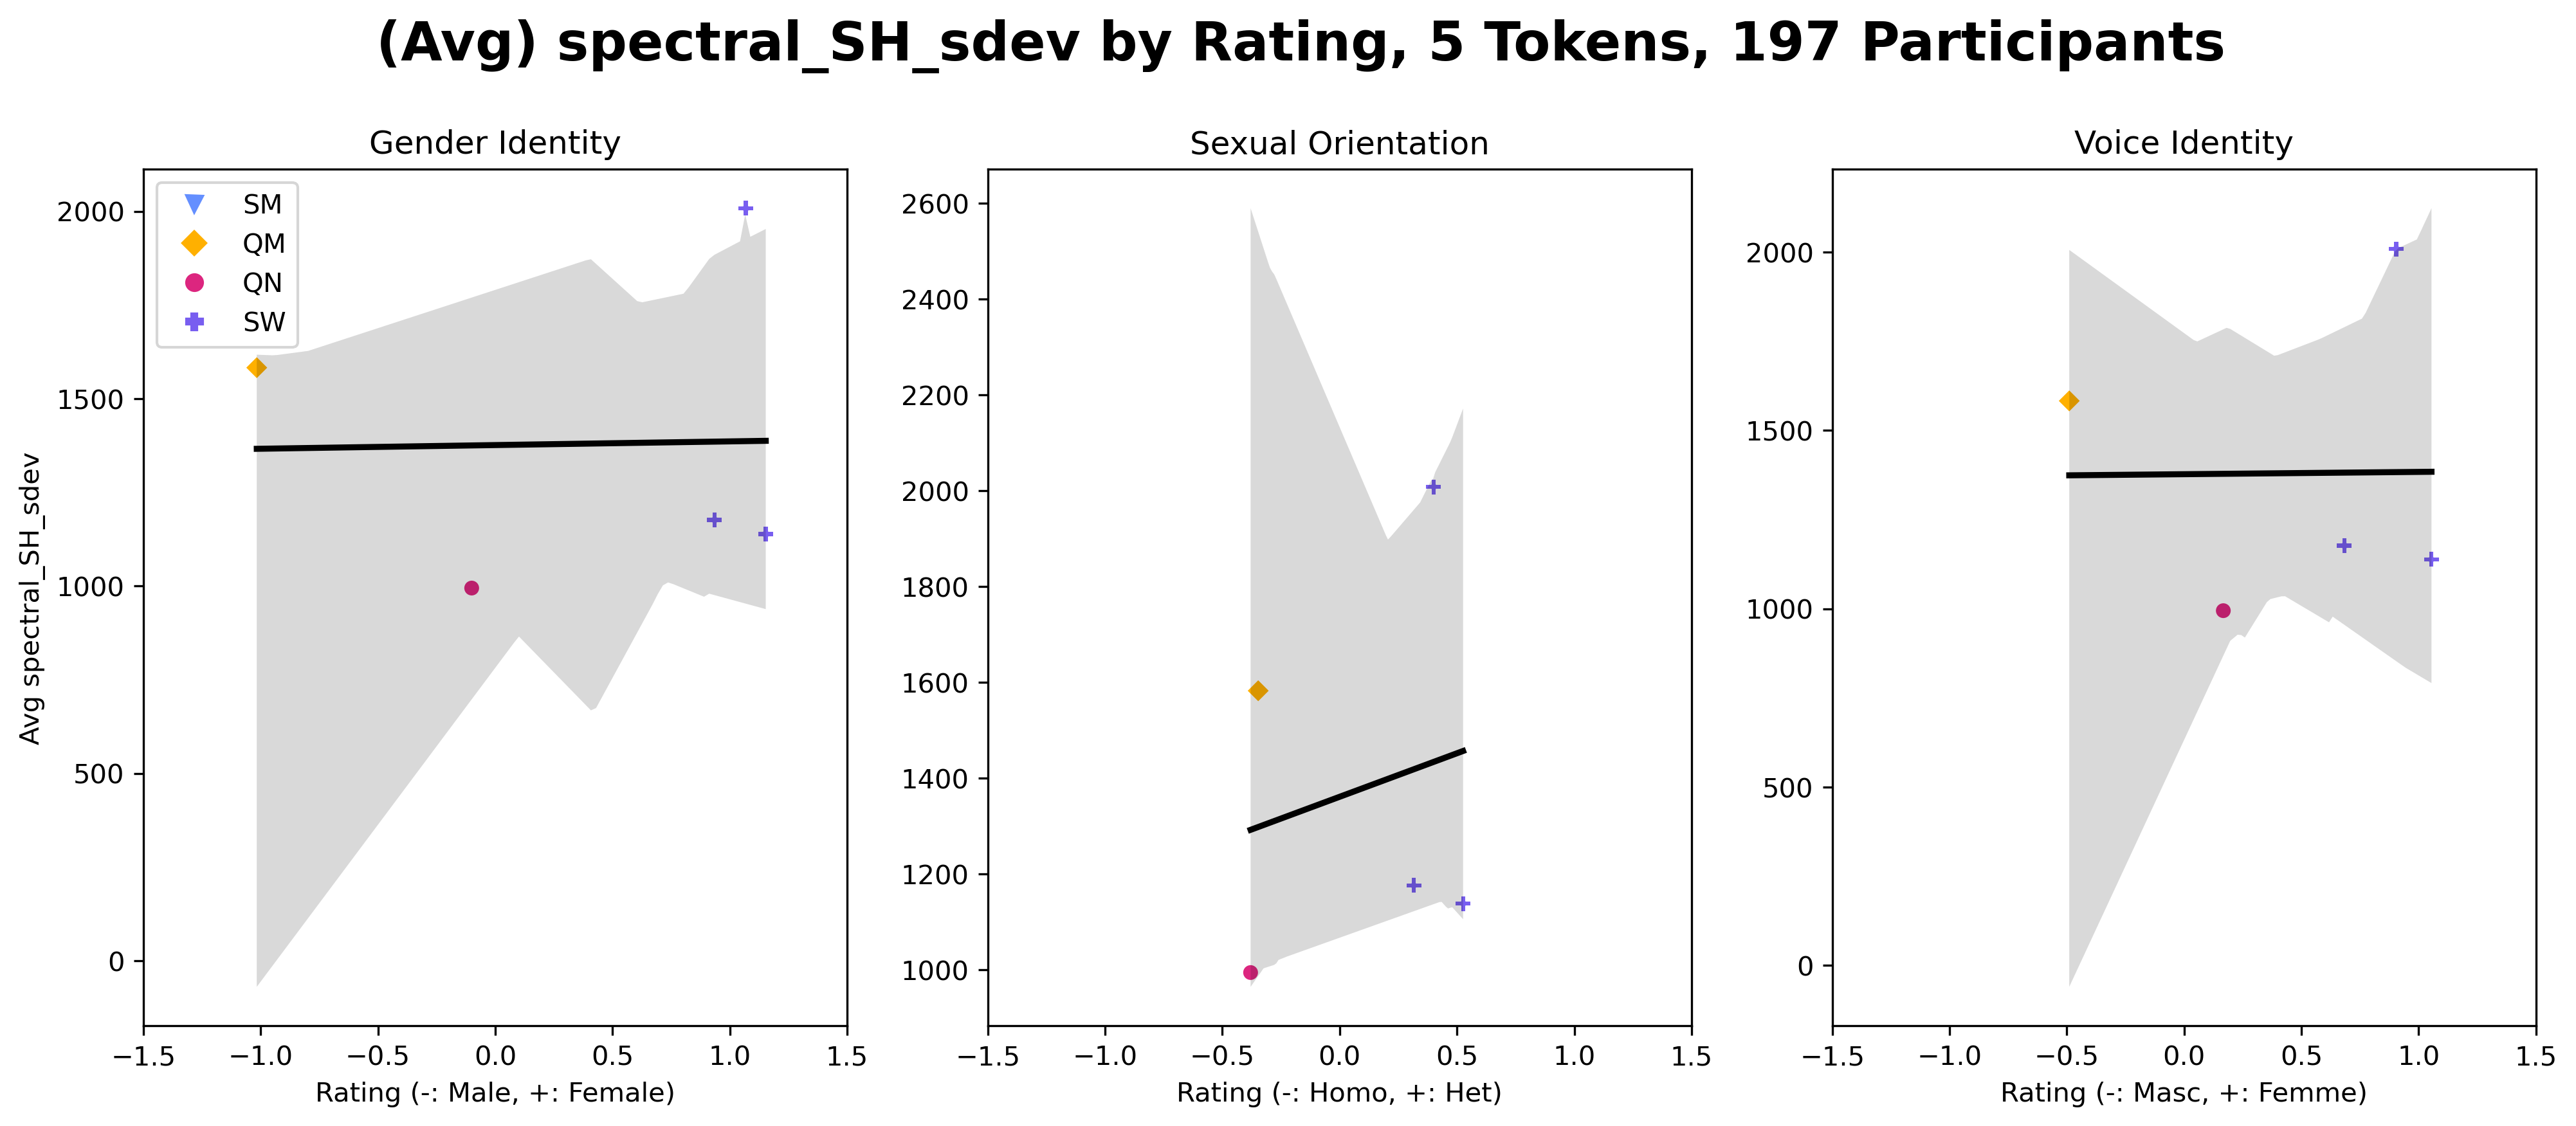 (Avg) spectral_SH_sdev by Rating, 5 Tokens, 197 Participants
Gender Identity
SM
QM
QN
SW
2000
1500
1000
500
0
Avg spectral_SH_sdev
−1.5 −1.0 −0.5 0.0 0.5 1.0 1.5
Rating (-: Male, +: Female)
Sexual Orientation
2600
2400
2200
2000
1800
1600
1400
1200
1000
−1.5 −1.0 −0.5 0.0 0.5 1.0 1.5
Rating (-: Homo, +: Het)
Voice Identity
2000
1500
1000
500
0
−1.5 −1.0 −0.5 0.0 0.5 1.0 1.5
Rating (-: Masc, +: Femme)